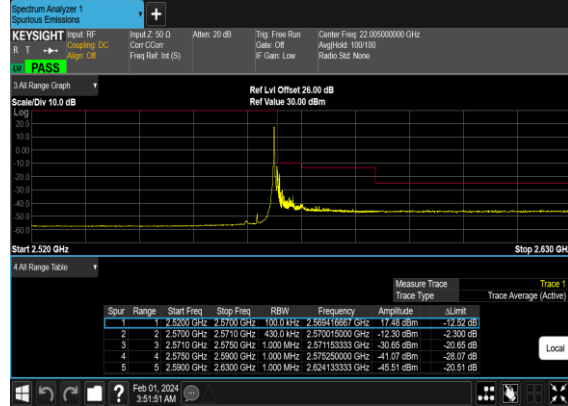 Spectrum Analyzer 1
Spurious Emissions
+
KEYSIGHT Input: RF Input Z: 50 Ω Atten: 20 dB Trig: Free Run Center Freq: 22.005000000 GHz
R T Coupling: DC Corr CCorr Gate: Off Avg|Hold: 100/100
Align: Off Freq Ref: Int (S) IF Gain: Low Radio Std: None
LW PASS
3 All Range Graph
Ref Lvl Offset 26.00 dB
Scale/Div 10.0 dB Ref Value 30.00 dBm
Log
20.0
10.0
0.00
-10.0
-20.0
-30.0
-40.0
-50.0
-60.0
Start 2.520 GHz Stop 2.630 GHz
4 All Range Table
Measure Trace Trace 1
Trace Type Trace Average (Active)
Spur Range Start Freq Stop Freq RBW Frequency Amplitude ΔLimit
1 1 2.5200 GHz 2.5700 GHz 100.0 kHz 2.569416667 GHz 17.48 dBm -12.52 dB
2 2 2.5700 GHz 2.5710 GHz 430.0 kHz 2.570015000 GHz -12.30 dBm -2.300 dB
3 3 2.5710 GHz 2.5750 GHz 1.000 MHz 2.571153333 GHz -30.65 dBm -20.65 dB
4 4 2.5750 GHz 2.5900 GHz 1.000 MHz 2.575250000 GHz -41.07 dBm -28.07 dB
5 5 2.5900 GHz 2.6300 GHz 1.000 MHz 2.624133333 GHz -45.51 dBm -20.51 dB
Local
? Feb 01, 2024
3:51:51 AM